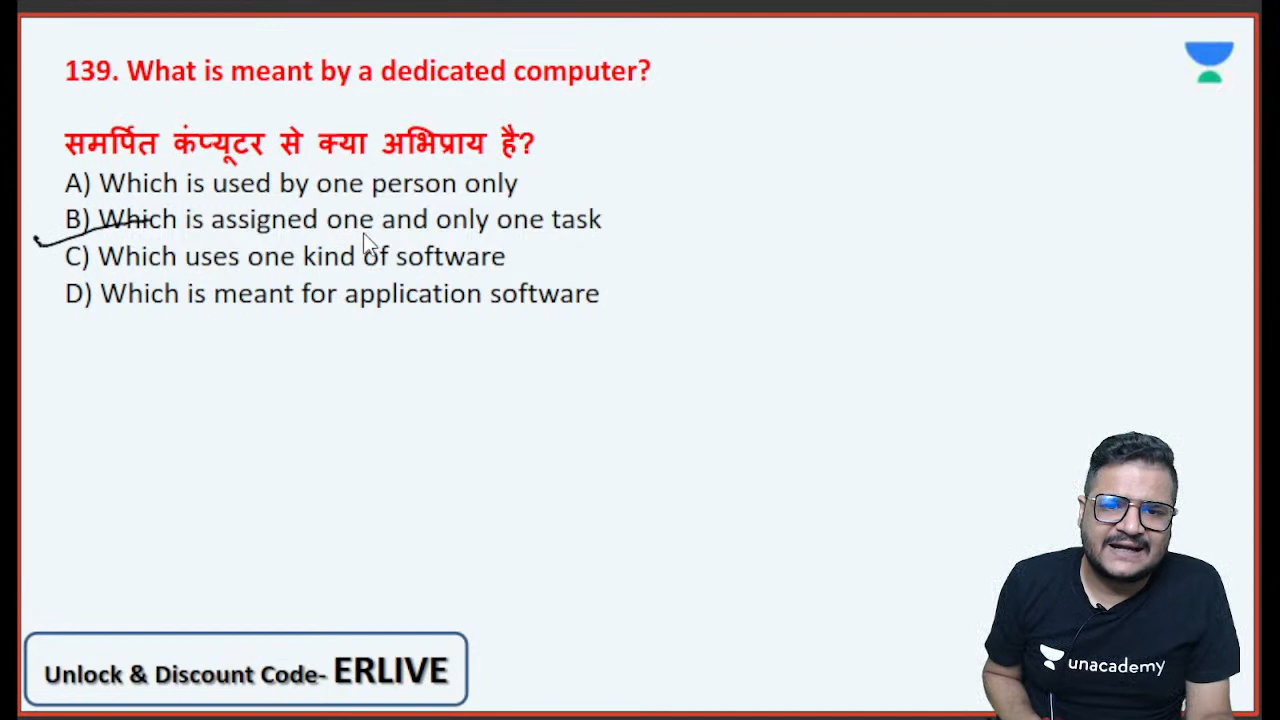 139. What is meant by a dedicated computer?
समर्पित कंप्यूटर से क्या अभिप्राय है?
A) Which is used by one person only
B) Which is assigned one and only one task
C) Which uses one kind of software
D) Which is meant for application software
unacademy
Unlock & Discount Code- ERLIVE